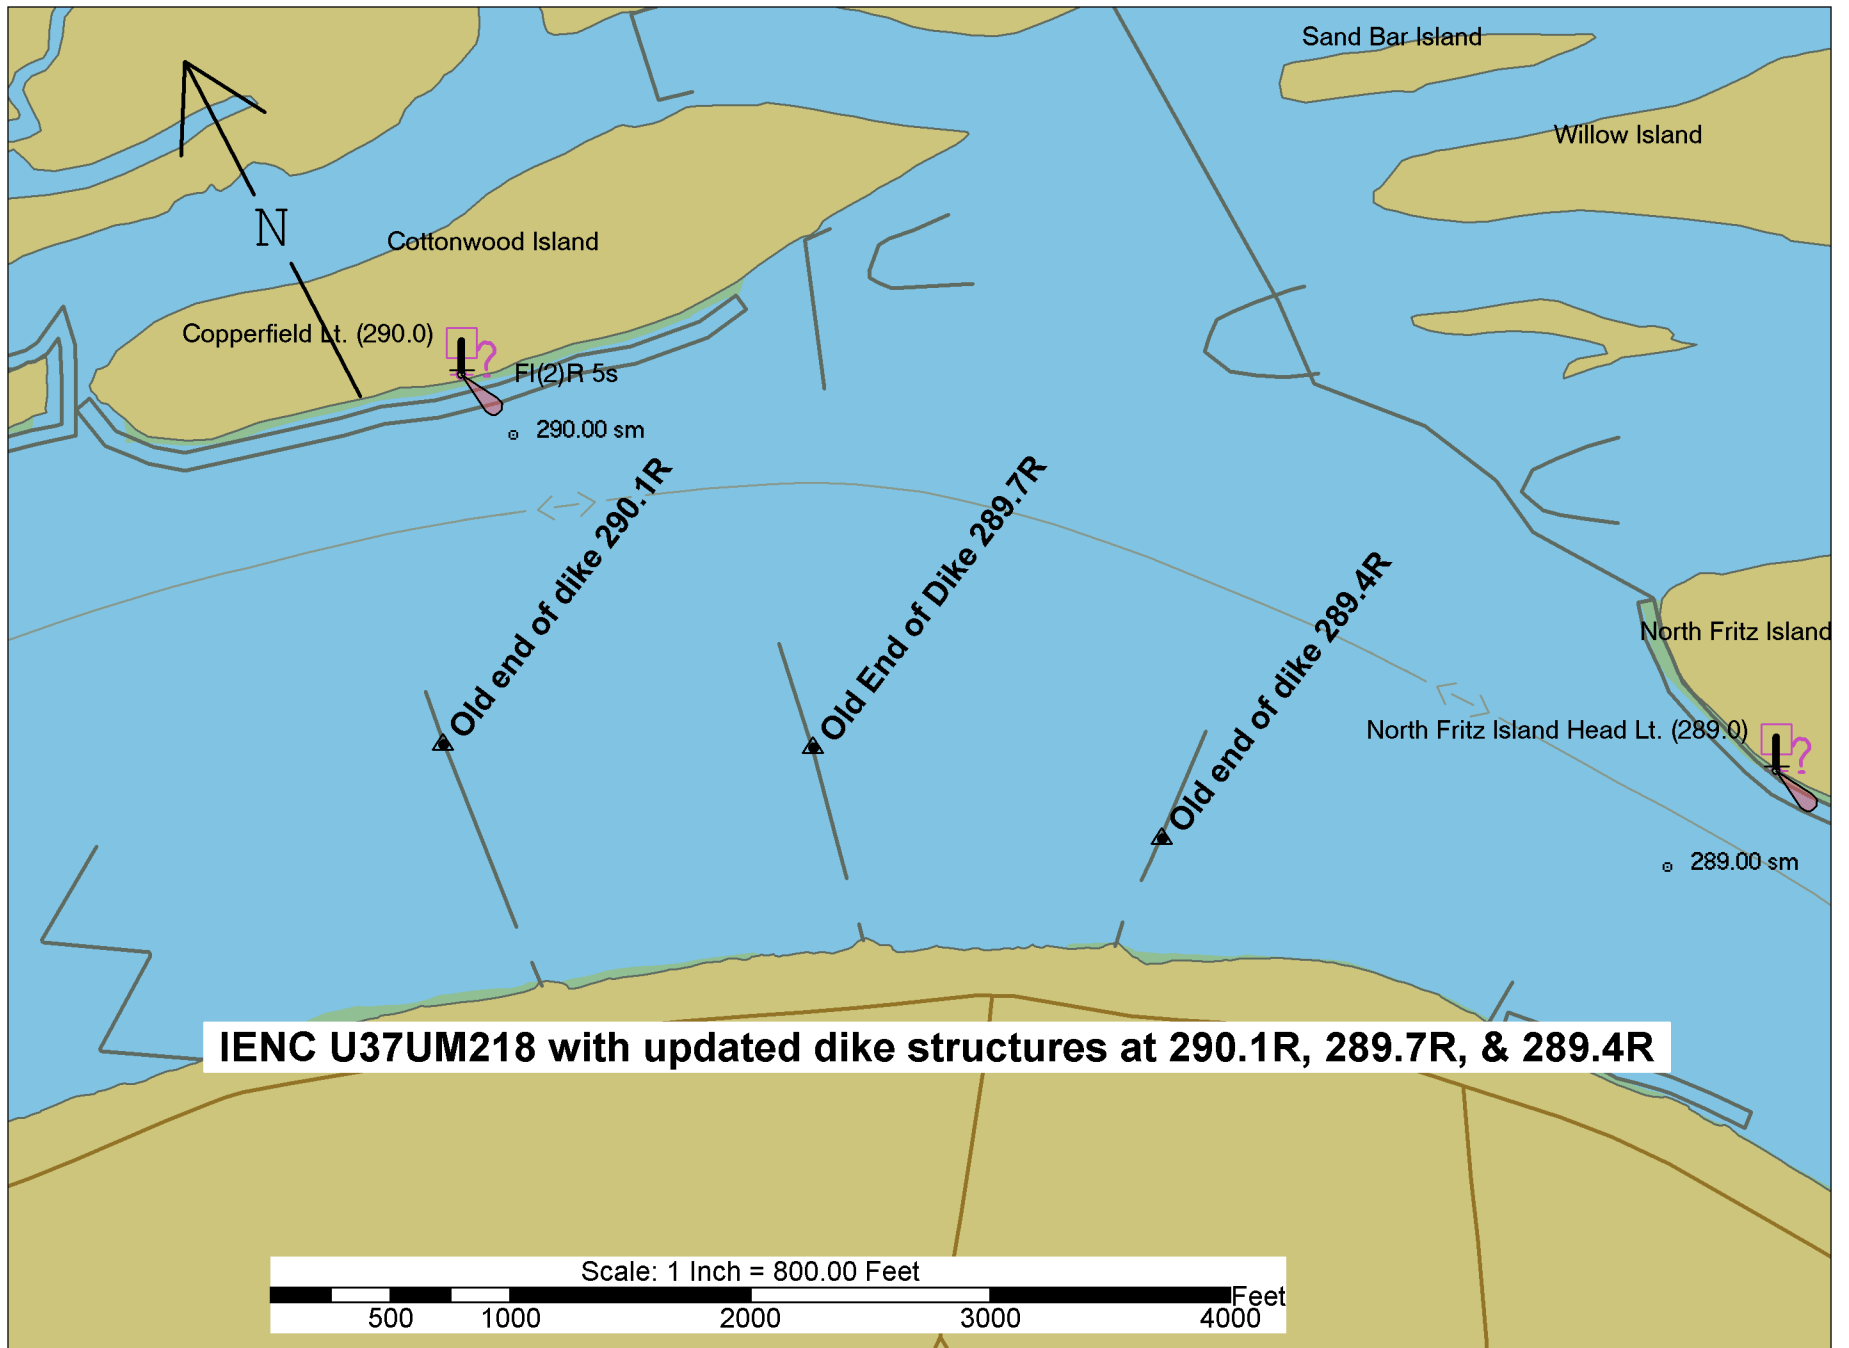 Sand Bar Island
Willow Island
N
Cottonwood Island
Copperfield Lt. (290.0)
?
Fl(2)R 5s
290.00 sm
Old end of dike 290.1R
Old End of Dike 289.7R
Old end of dike 289.4R
North Fritz Island
North Fritz Island Head Lt. (289.0)
?
289.00 sm
IENC U37UM218 with updated dike structures at 290.1R, 289.7R, & 289.4R
Scale: 1 Inch = 800.00 Feet
Feet
500 1000 2000 3000 4000